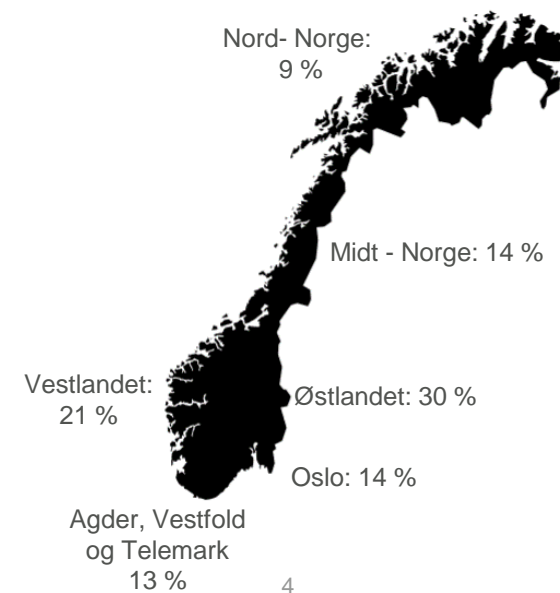 Nord- Norge:
9 %
Midt - Norge: 14 %
Vestlandet:
21 %
Østlandet: 30 %
Oslo: 14 %
Agder, Vestfold
og Telemark
13 %
4